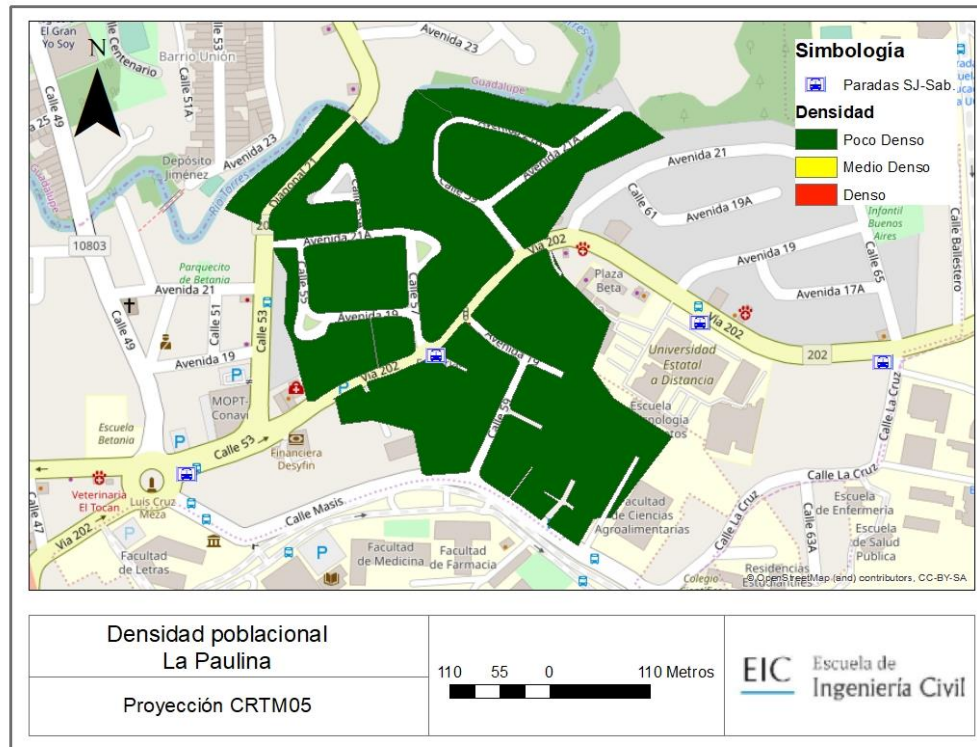 El Gran
Yo Soy
Calle 49
Calle Centenario
Calle 53
Barrio Unión
Calle 51A
Avenida 23
Guadalupe
N
Avenida 23
Depósito
Jiménez
Río Torres
Guadalupe
Diagonal 21
Avenida 21A
Avenida 21
Calle 61
Avenida 19A
Infantil
Buenos
Aires
Calle Ballestero
10803
Parquecito
de Betania
Avenida 21
Calle 51
Calle 53
Avenida 19
Calle 49
Avenida 21A
Calle 55
Calle 57
Avenida 19
Vía 202
Plaza
Beta
Avenida 19
Calle 65
Avenida 17A
Vía 202
202
MOPT-
Conavi
P
Vía 202
P
Calle 59
Universidad
Estatal
a Distancia
Escuela
Escuela
Betania
P
Calle 53
Financiera
Desyfin
Calle La Cruz
Veterinaria
El Tocán
Luis Cruz
Meza
Calle 47
Vía 202
P
Calle Masis
P
Facultad
de Letras
Facultad
de Medicina
Facultad
de Farmacia
Facultad
de Ciencias
Agroalimentarias
Calle La Cruz
Calle La Cruz
Calle 63A
Escuela
de Enfermería
Escuela
de Salud
Pública
Residencias
Estudiantiles
Colegio
© OpenStreetMap (and) contributors, CC-BY-SA
Simbología
Paradas SJ-Sab.
Densidad
Poco Denso
Medio Denso
Denso
Densidad poblacional
La Paulina
Proyección CRTM05
110 55 0 110 Metros
EIC
Escuela de
Ingeniería Civil